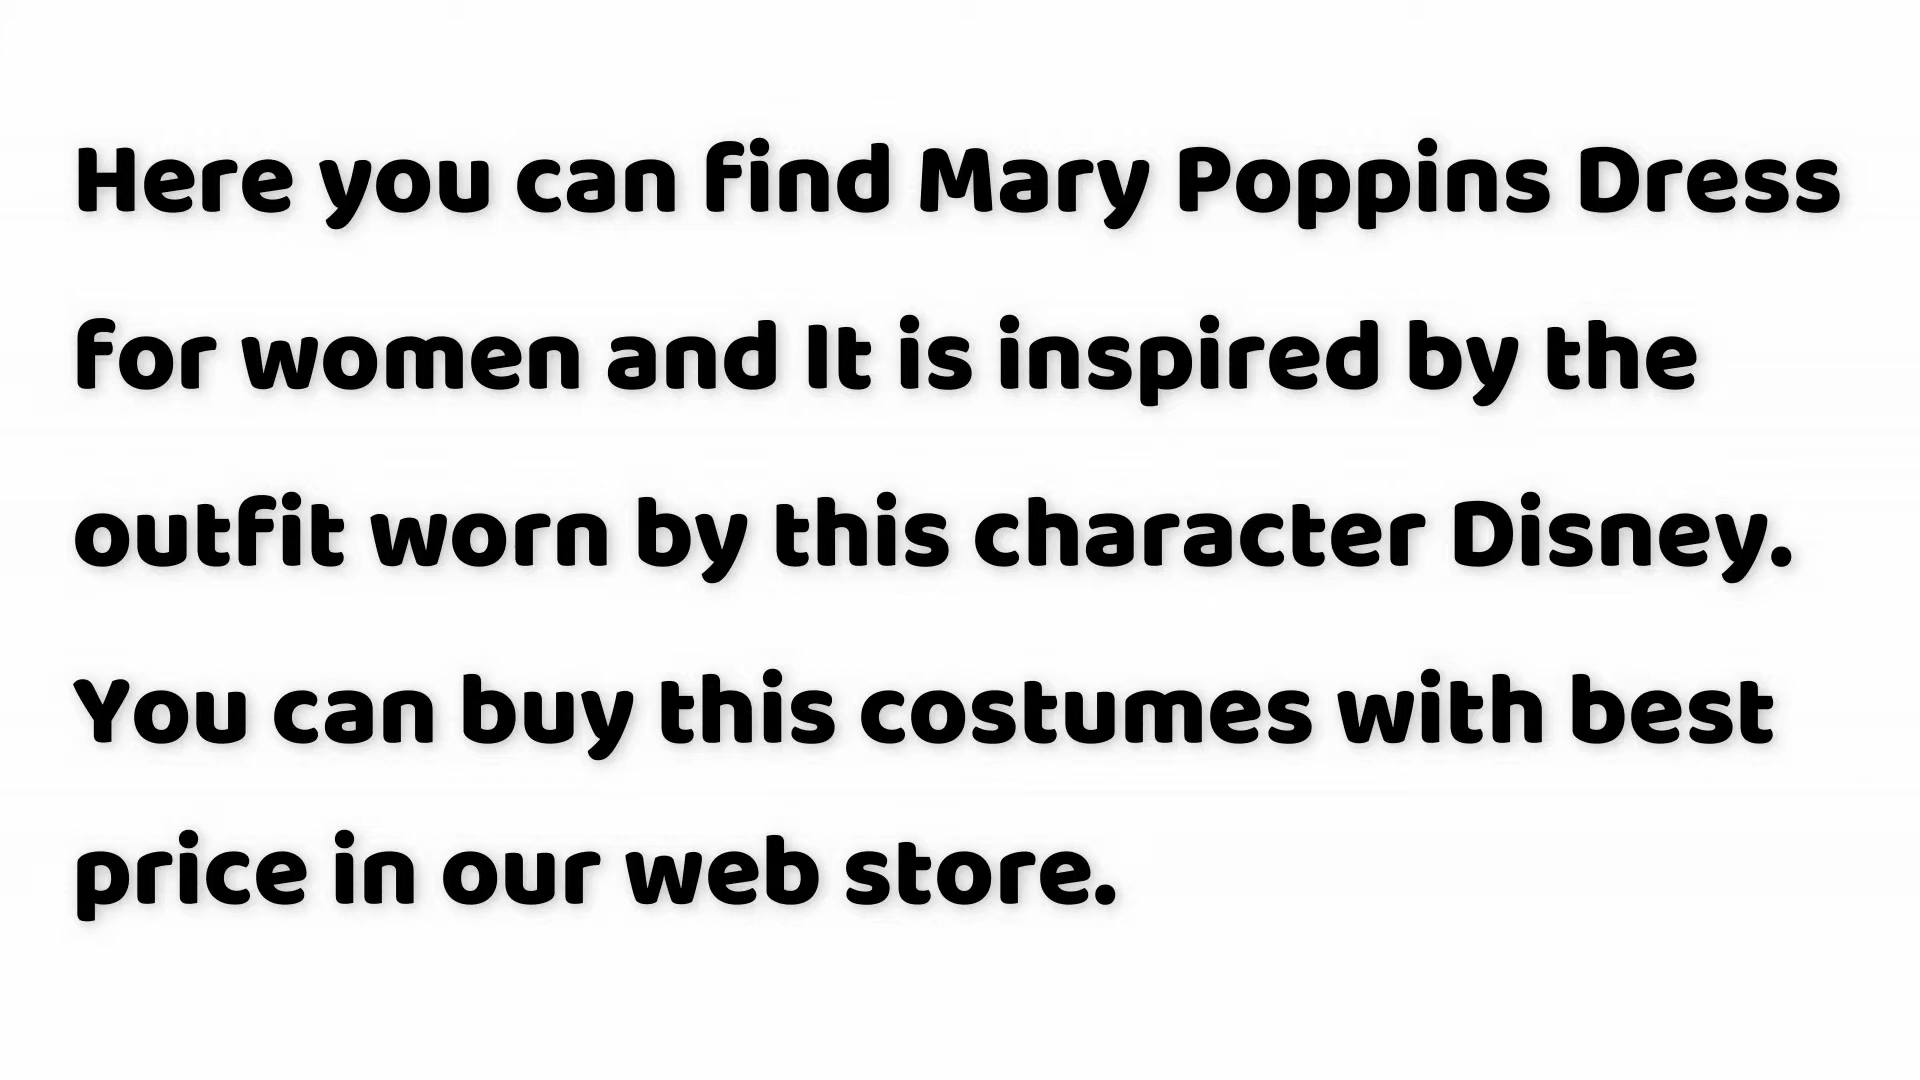 Here you can find Mary Poppins Dress
for women and It is inspired by the
outfit worn by this character Disney.
You can buy this costumes with best
price in our web store.